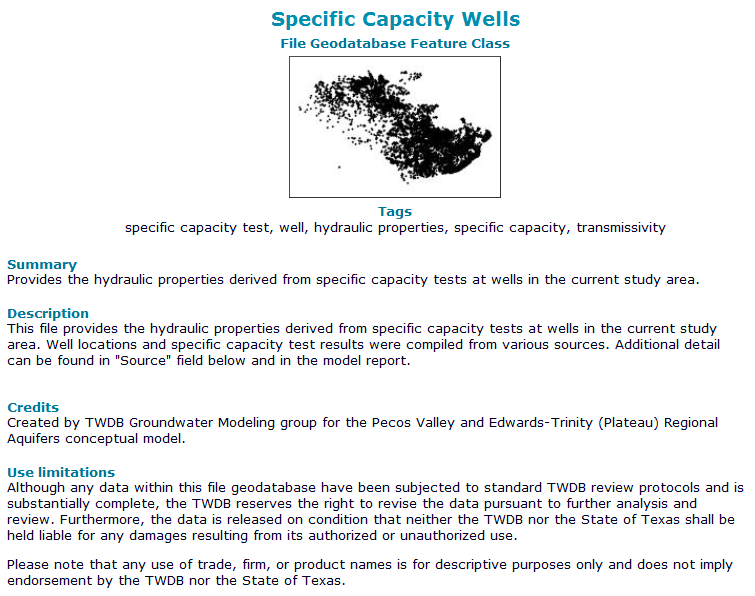 Specific Capacity Wells
File Geodatabase Feature Class
Tags
specific capacity test, well, hydraulic properties, specific capacity, transmissivity
Summary
Provides the hydraulic properties derived from specific capacity tests at wells in the current study area.
Description
This file provides the hydraulic properties derived from specific capacity tests at wells in the current study
area. Well locations and specific capacity test results were compiled from various sources. Additional detail
can be found in "Source" field below and in the model report.
Credits
Created by TWDB Groundwater Modeling group for the Pecos Valley and Edwards-Trinity (Plateau) Regional
Aquifers conceptual model.
Use limitations
Although any data within this file geodatabase have been subjected to standard TWDB review protocols and is
substantially complete, the TWDB reserves the right to revise the data pursuant to further analysis and
review. Furthermore, the data is released on condition that neither the TWDB nor the State of Texas shall be
held liable for any damages resulting from its authorized or unauthorized use.
Please note that any use of trade, firm, or product names is for descriptive purposes only and does not imply
endorsement by the TWDB nor the State of Texas.